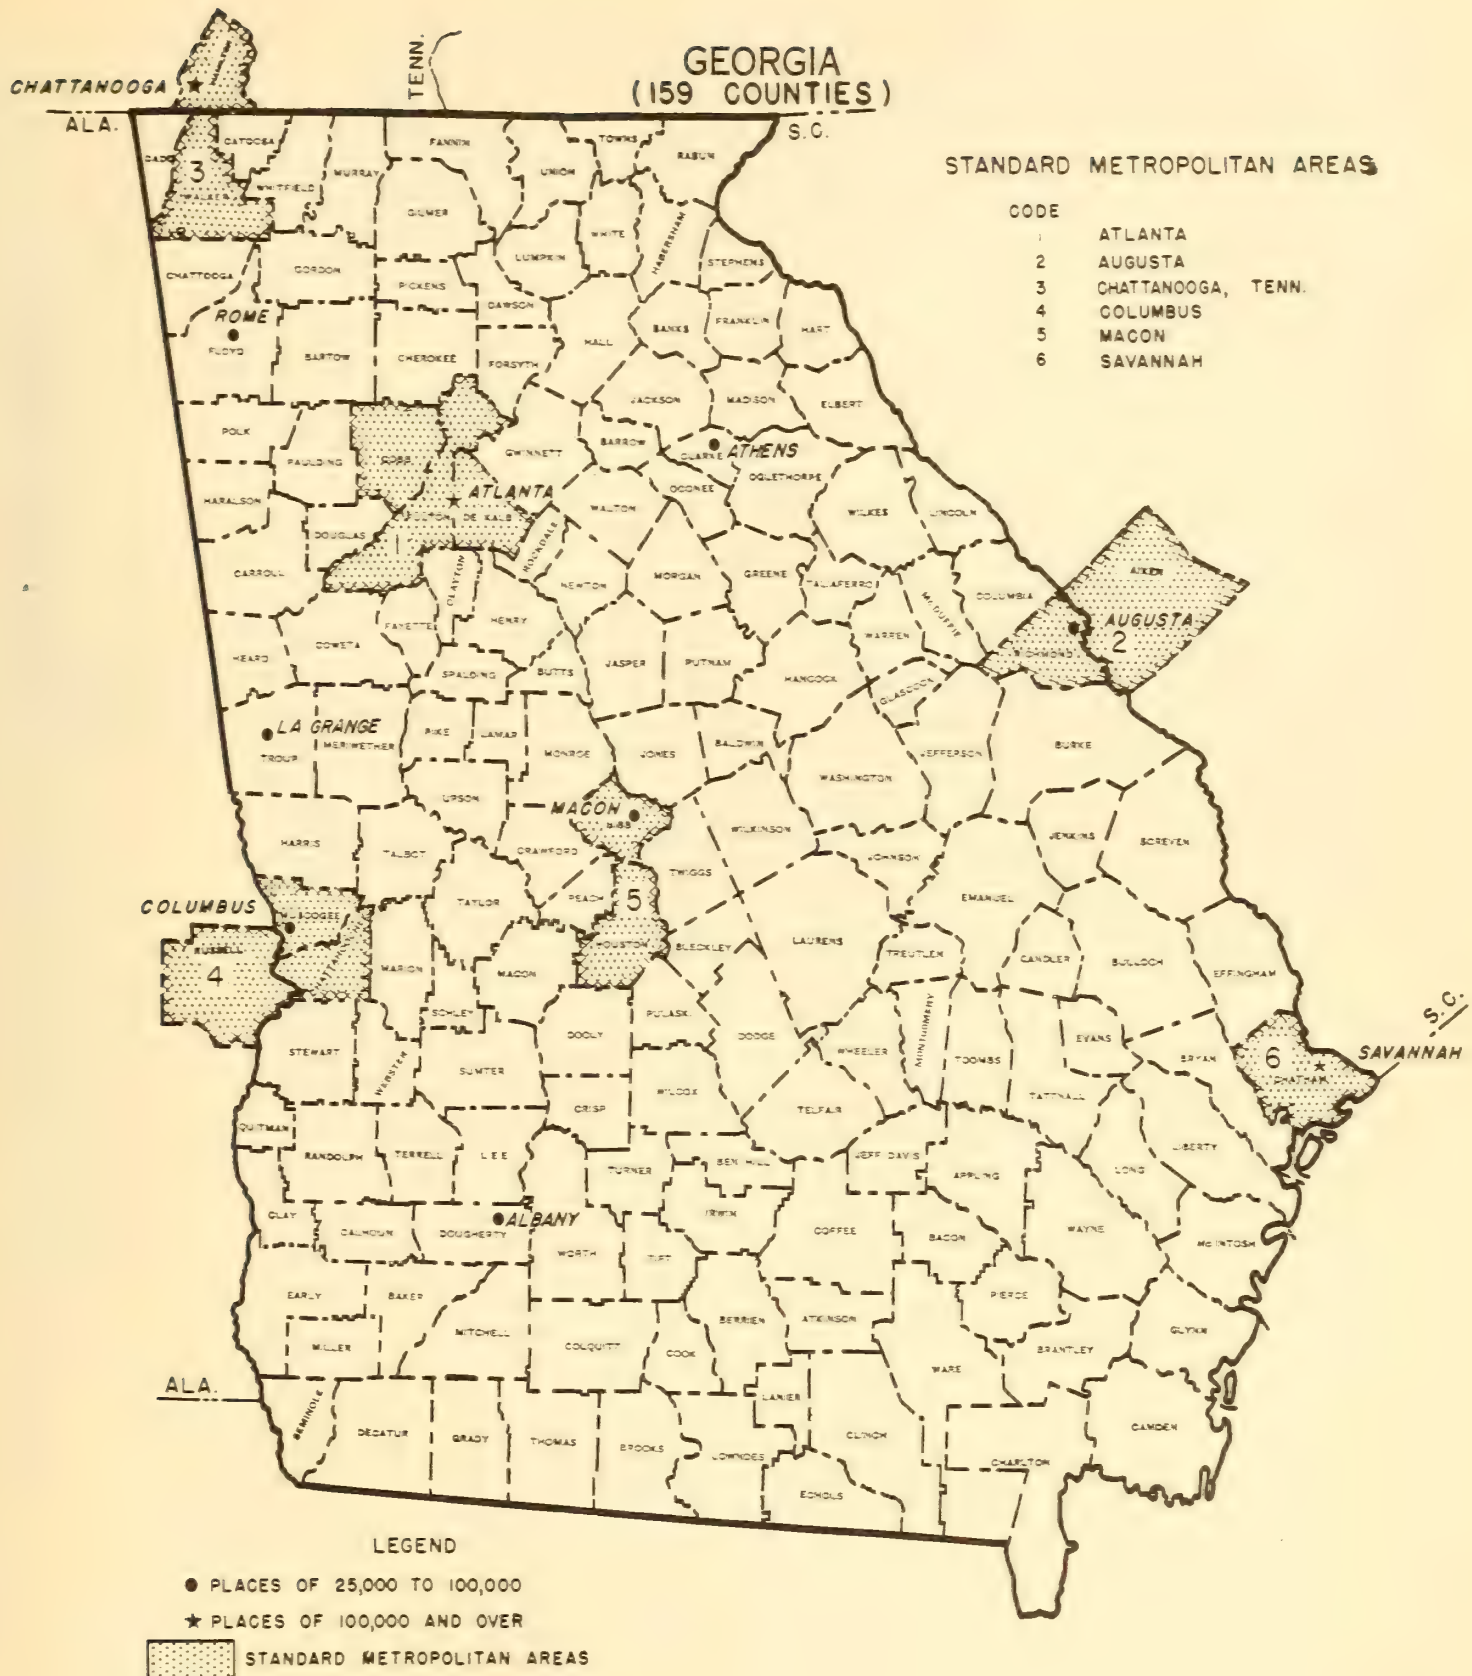 GEORGIA
(159 COUNTIES)
TENN.
HAMILTON
CHATTANOOGA
ALA.
S.C.
STANDARD METROPOLITAN AREAS
CODE
1 ATLANTA
2 AUGUSTA
3 CHATTANOOGA, TENN.
4 COLUMBUS
5 MACON
6 SAVANNAH
DADE
3
WALKER
CATOOSA
WHITFIELD
MURRAY
FANNIN
GILMER
UNION
TOWNS
RABUN
WHITE
HABERSHAM
LUMPKIN
STEPHENS
CHATTOOGA
GORDON
PICKENS
DAWSON
HALL
BANKS
FRANKLIN
HART
ROME
FLOYD
BARTOW
CHEROKEE
FORSYTH
JACKSON
MADISON
ELBERT
POLK
PAULDING
COBB
GWINNETT
BARROW
CLARKE
ATHENS
OCONEE
OGLETHORPE
HARALSON
DOUGLAS
FULTON
ATLANTA
DE KALB
1
ROCKDALE
WALTON
WILKES
LINCOLN
CARROLL
CLAYTON
NEWTON
MORGAN
GREENE
TALIAFERRO
MCDUFFIE
COLUMBIA
AIKEN
AUGUSTA
2
RICHMOND
HEARD
COWETA
FAYETTE
HENRY
SPALDING
BUTTS
JASPER
PUTNAM
HANCOCK
WARREN
GLASCOCK
LA GRANGE
TROUP
MERIWETHER
PIKE
LAMAR
MONROE
JONES
BALDWIN
WASHINGTON
JEFFERSON
BURKE
UPSON
MACON
BIBB
WILKINSON
JOHNSON
JENKINS
SCREVEN
HARRIS
TALBOT
CRAWFORD
TWIGGS
EMANUEL
COLUMBUS
MUSCOGEE
CHATTAHOOCHEE
RUSSELL
4
TAYLOR
PEACH
5
HOUSTON
MARION
MACON
BLECKLEY
LAURENS
TREUTLEN
CANDLER
BULLOCH
EFFINGHAM
STEWART
WEBSTER
SCHLEY
SUMTER
DOOLY
PULASKI
DODGE
WHEELER
MONTGOMERY
TOOMBS
EVANS
TATTNALL
BRYAN
6
CHATHAM
SAVANNAH
S.C.
QUITMAN
RANDOLPH
TERRELL
LEE
CRISP
WILCOX
TELFAIR
TURNER
BEN HILL
JEFF DAVIS
APPLING
LONG
LIBERTY
CLAY
CALHOUN
DOUGHERTY
ALBANY
WORTH
TIFT
IRWIN
COFFEE
BACON
WAYNE
McINTOSH
EARLY
BAKER
MILLER
MITCHELL
COLQUITT
COOK
BERRIEN
ATKINSON
PIERCE
WARE
BRANTLEY
GLYNN
ALA.
SEMINOLE
DECATUR
GRADY
THOMAS
BROOKS
LANIER
LOWNDES
CLINCH
ECHOLS
CHARLTON
CAMDEN
LEGEND
PLACES OF 25,000 TO 100,000
PLACES OF 100,000 AND OVER
STANDARD METROPOLITAN AREAS